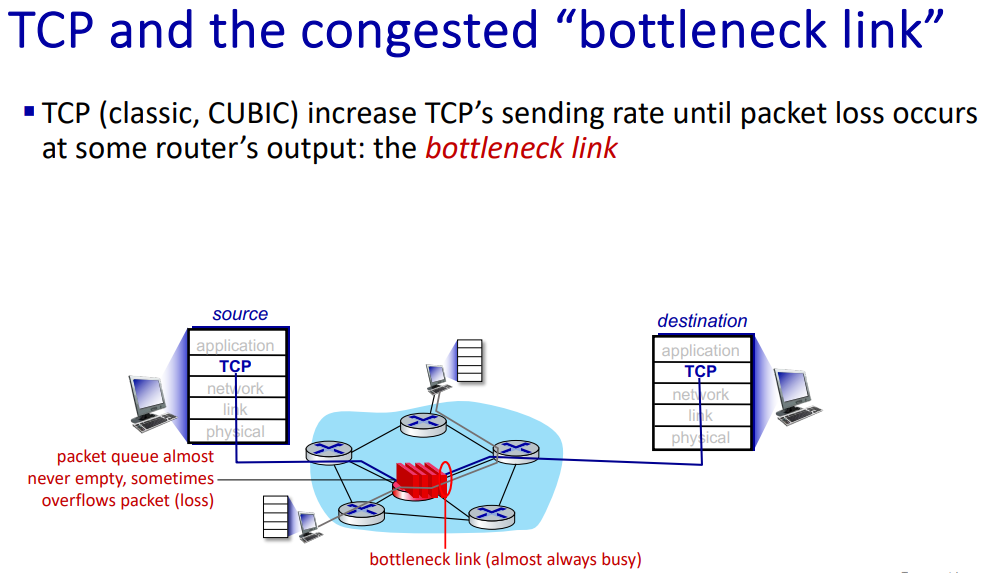 TCP and the congested “bottleneck link”
▪ TCP (classic, CUBIC) increase TCP’s sending rate until packet loss occurs
at some router’s output: the bottleneck link
source
application
TCP
network
link
physical
destination
application
TCP
network
link
physical
packet queue almost
never empty, sometimes
overflows packet (loss)
bottleneck link (almost always busy)